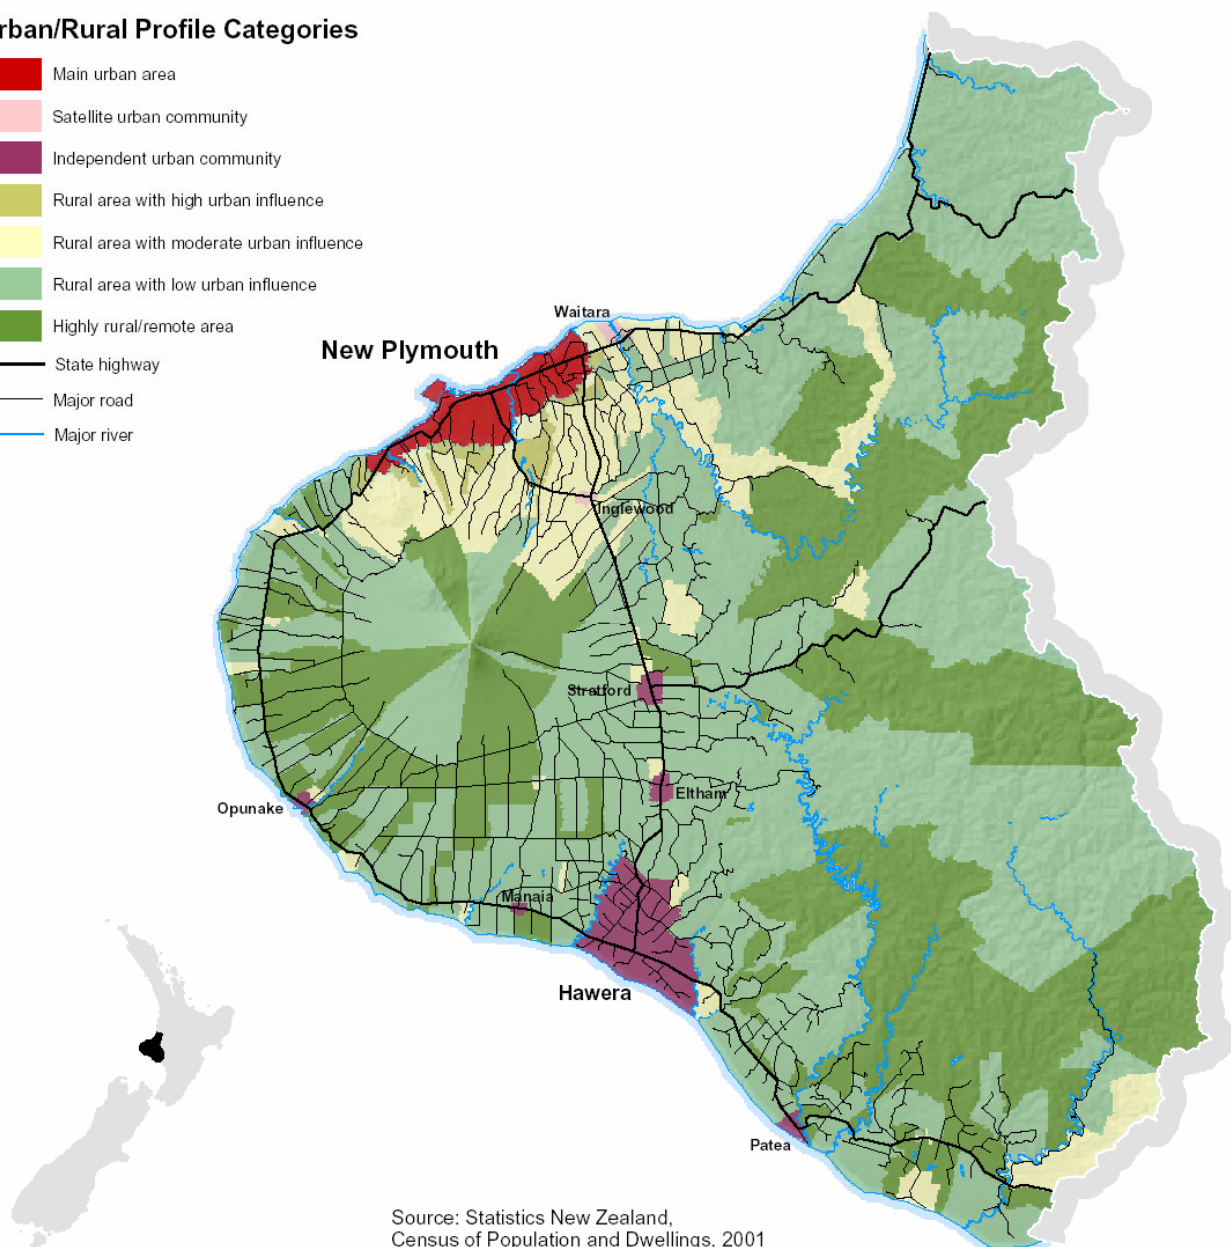 rban/Rural Profile Categories
Main urban area
Satellite urban community
Independent urban community
Rural area with high urban influence
Rural area with moderate urban influence
Rural area with low urban influence
Highly rural/remote area
State highway
Major road
Major river
Waitara
New Plymouth
Inglewood
Stratford
Eltham
Opunake
Manaia
Hawera
Patea
Source: Statistics New Zealand,
Census of Population and Dwellings, 2001